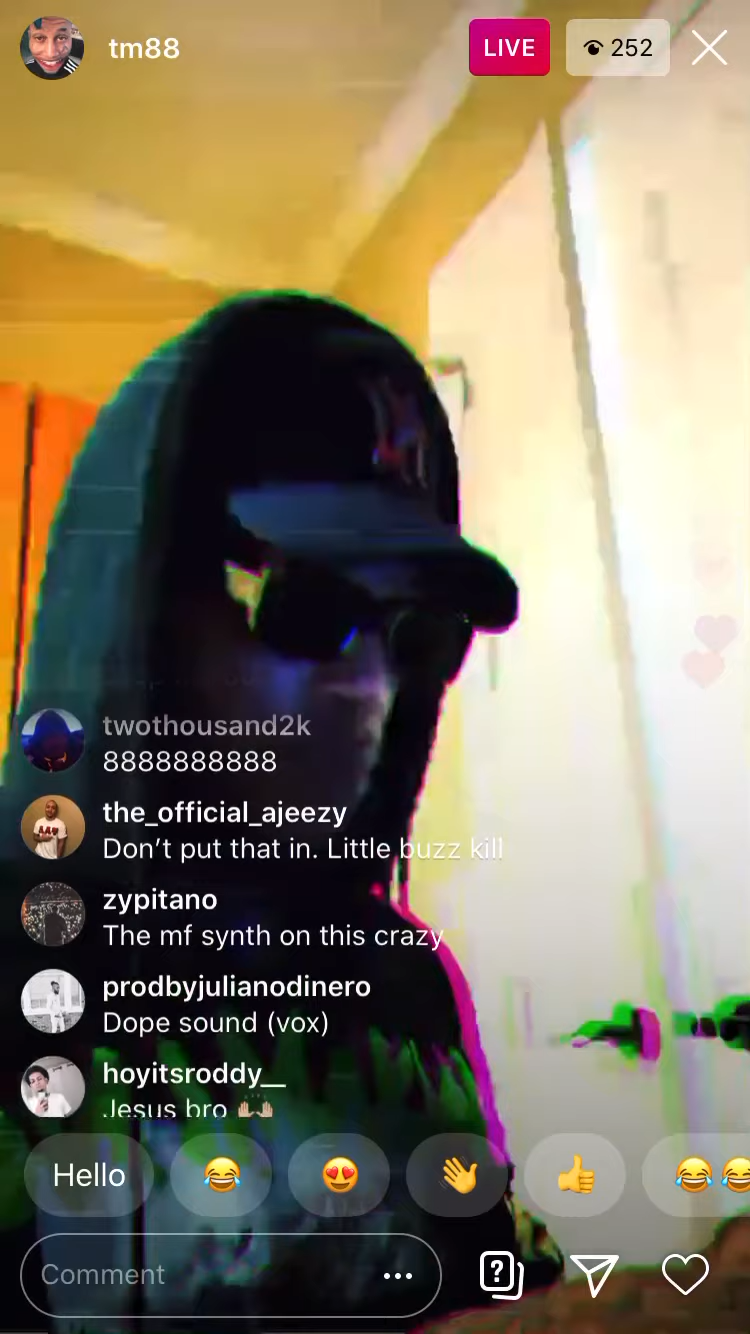 tm88
LIVE
252
twothousand2k
8888888888
the_official_ajeezy
Don’t put that in. Little buzz kill
zypitano
The mf synth on this crazy
prodbyjulianodinero
Dope sound (vox)
hoyitsroddy__
Jesus bro 🙌🏽
Hello 😂 😍 👋 👍 😂😂
Comment